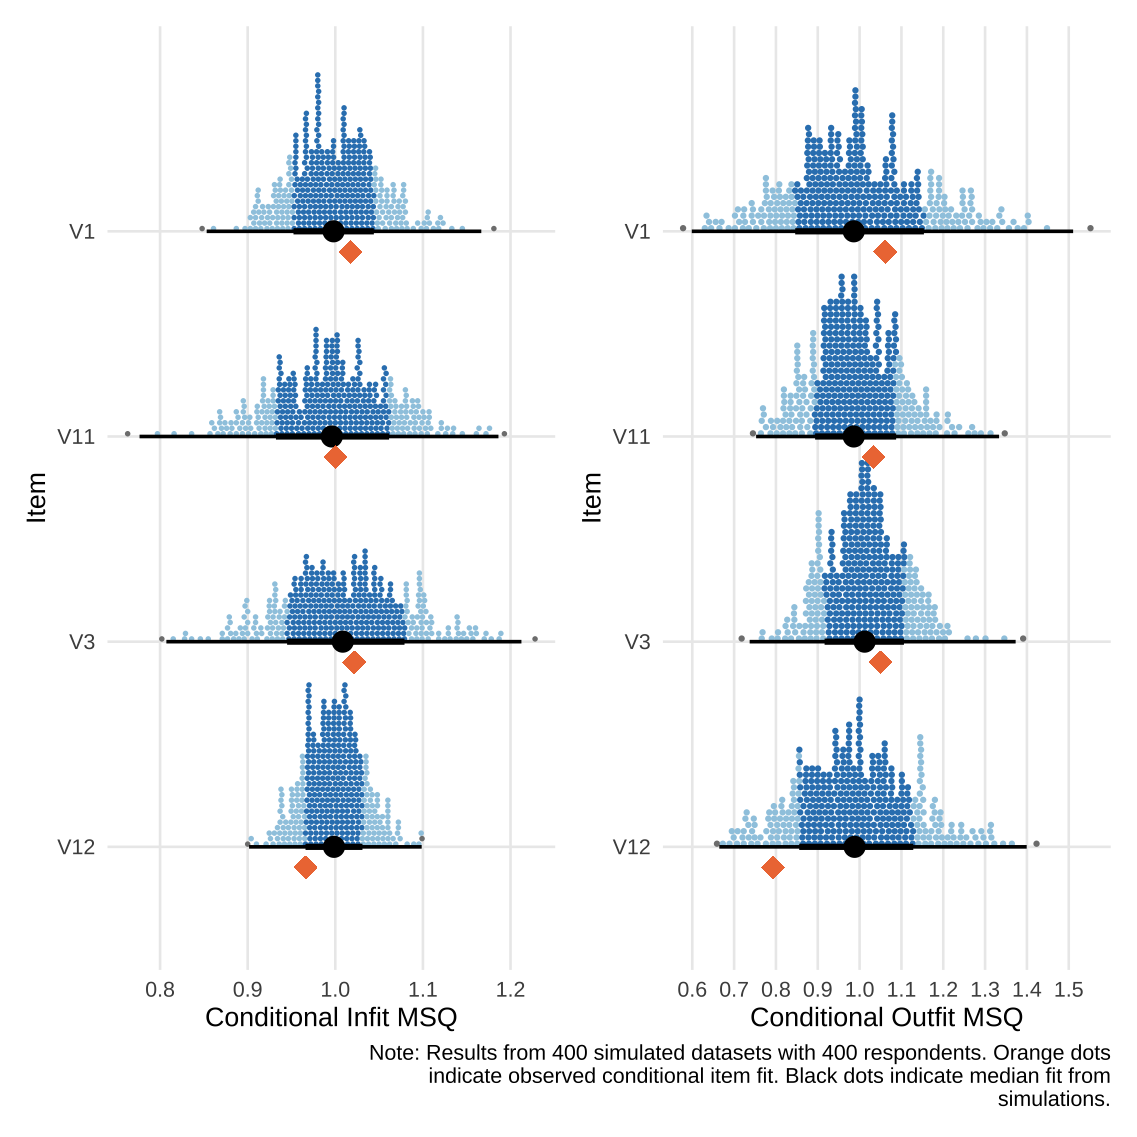 V1
V11
V3
V12
Item
0.8 0.9 1.0 1.1 1.2
Conditional Infit MSQ
V1
V11
V3
V12
Item
0.6 0.7 0.8 0.9 1.0 1.1 1.2 1.3 1.4 1.5
Conditional Outfit MSQ
Note: Results from 400 simulated datasets with 400 respondents. Orange dots
indicate observed conditional item fit. Black dots indicate median fit from
simulations.